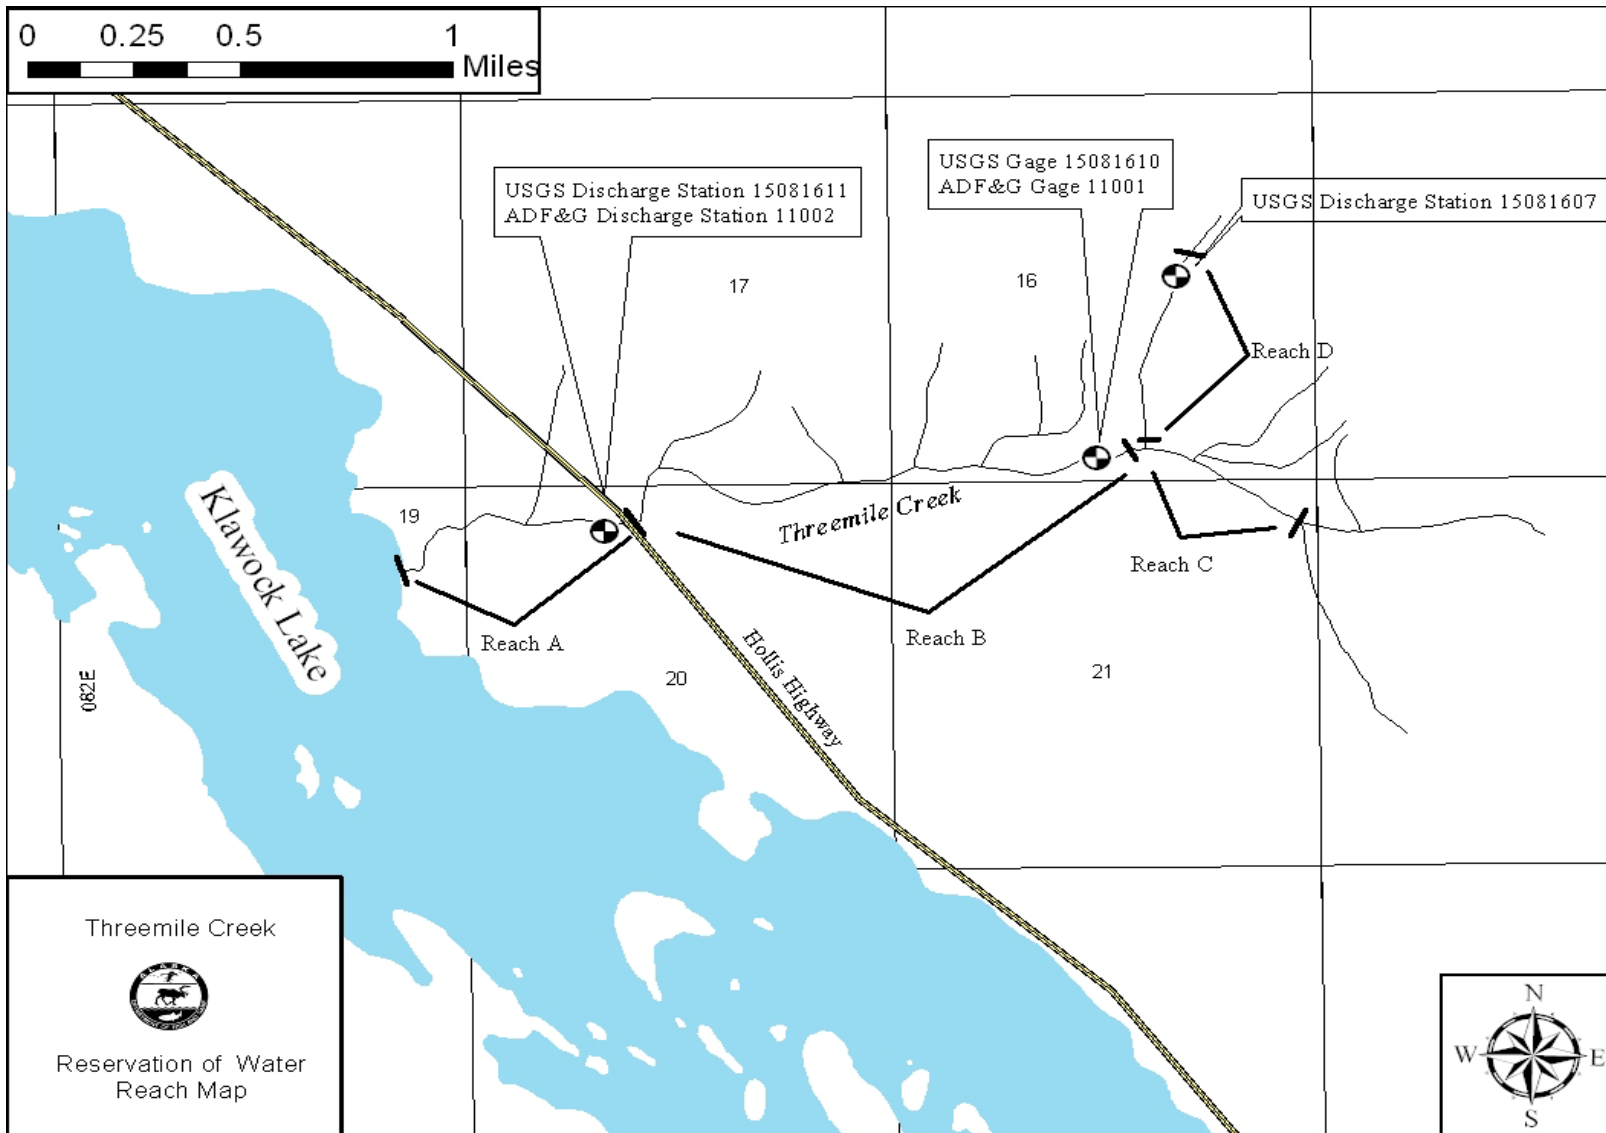 0 0.25 0.5 1
Miles
USGS Discharge Station 15081611
ADF&G Discharge Station 11002
USGS Gage 15081610
ADF&G Gage 11001
USGS Discharge Station 15081607
17
16
Reach D
19
Threemile Creek
Klawock Lake
Reach C
Reach A
Reach B
20
Hollis Highway
21
082E
Threemile Creek
ALASKA
Reservation of Water
Reach Map
N
W E
S